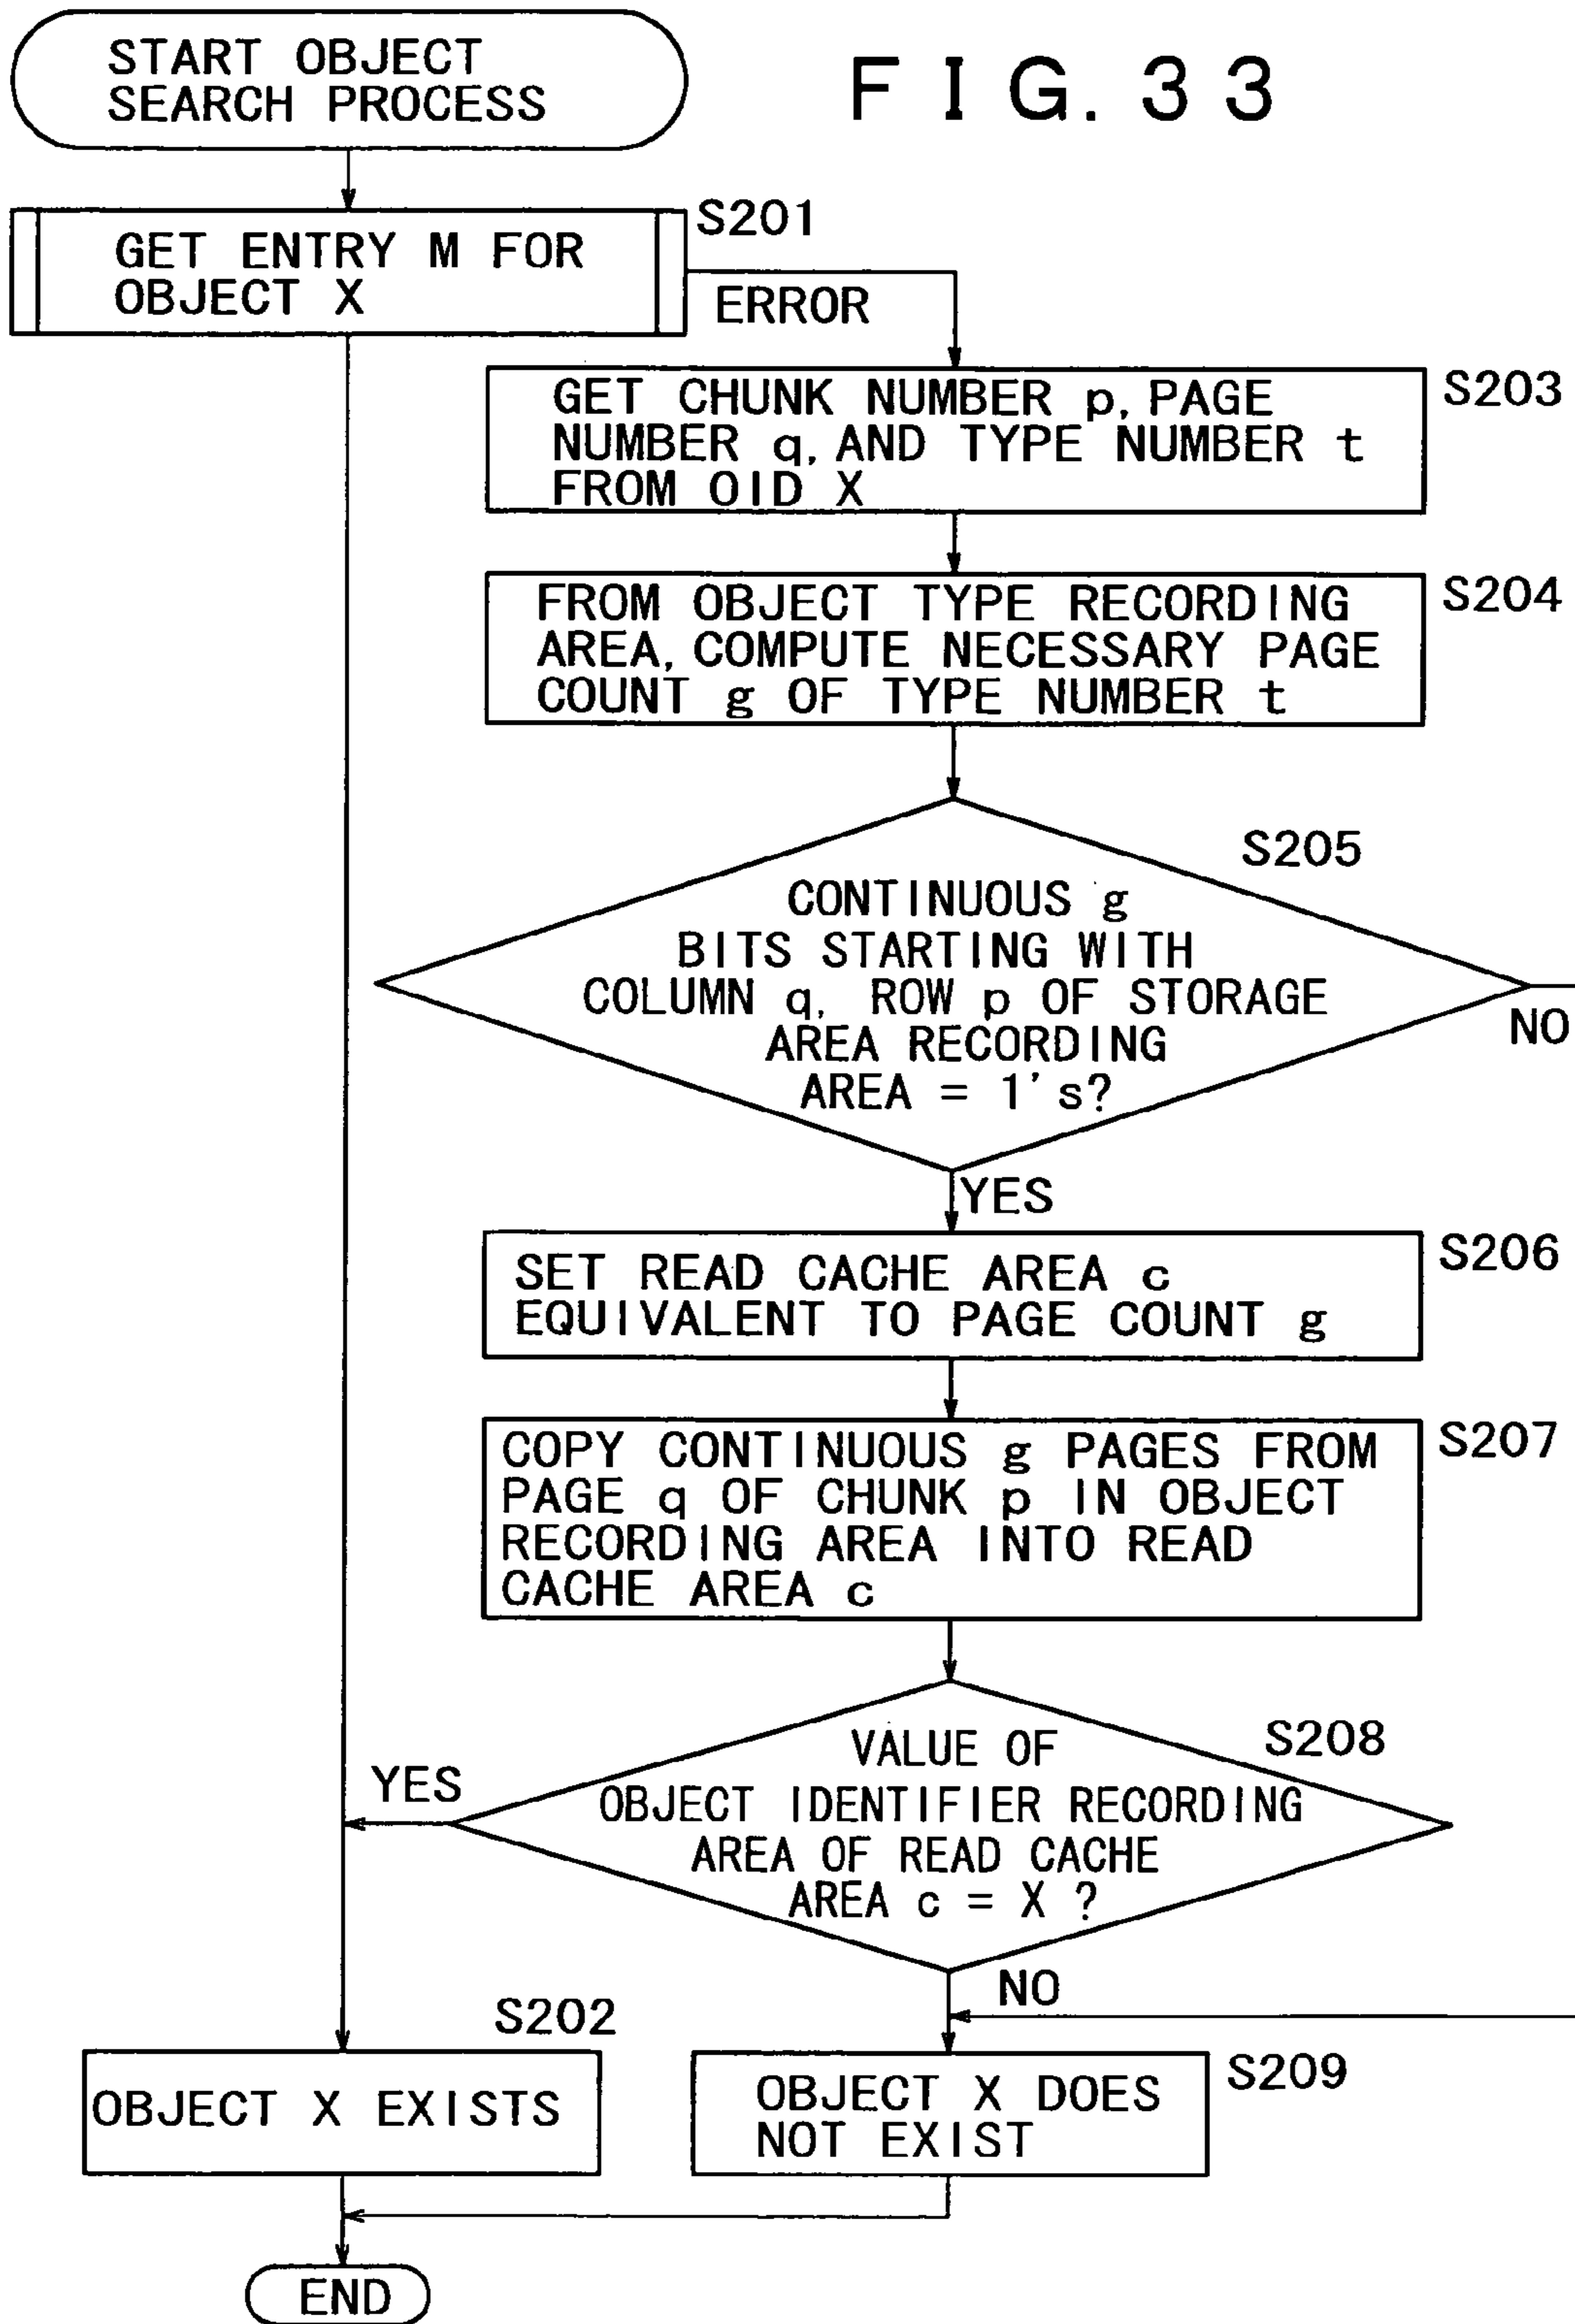 START OBJECT
SEARCH PROCESS
FIG. 33
GET ENTRY M FOR
OBJECT X
S201
ERROR
GET CHUNK NUMBER p, PAGE
NUMBER q, AND TYPE NUMBER t
FROM OID X
S203
FROM OBJECT TYPE RECORDING
AREA, COMPUTE NECESSARY PAGE
COUNT g OF TYPE NUMBER t
S204
S205
CONTINUOUS g
BITS STARTING WITH
COLUMN q, ROW p OF STORAGE
AREA RECORDING
AREA = 1's?
NO
YES
SET READ CACHE AREA c
EQUIVALENT TO PAGE COUNT g
S206
COPY CONTINUOUS g PAGES FROM
PAGE q OF CHUNK p IN OBJECT
RECORDING AREA INTO READ
CACHE AREA c
S207
S208
VALUE OF
OBJECT IDENTIFIER RECORDING
AREA OF READ CACHE
AREA c = X ?
YES
NO
S202
OBJECT X EXISTS
S209
OBJECT X DOES
NOT EXIST
END